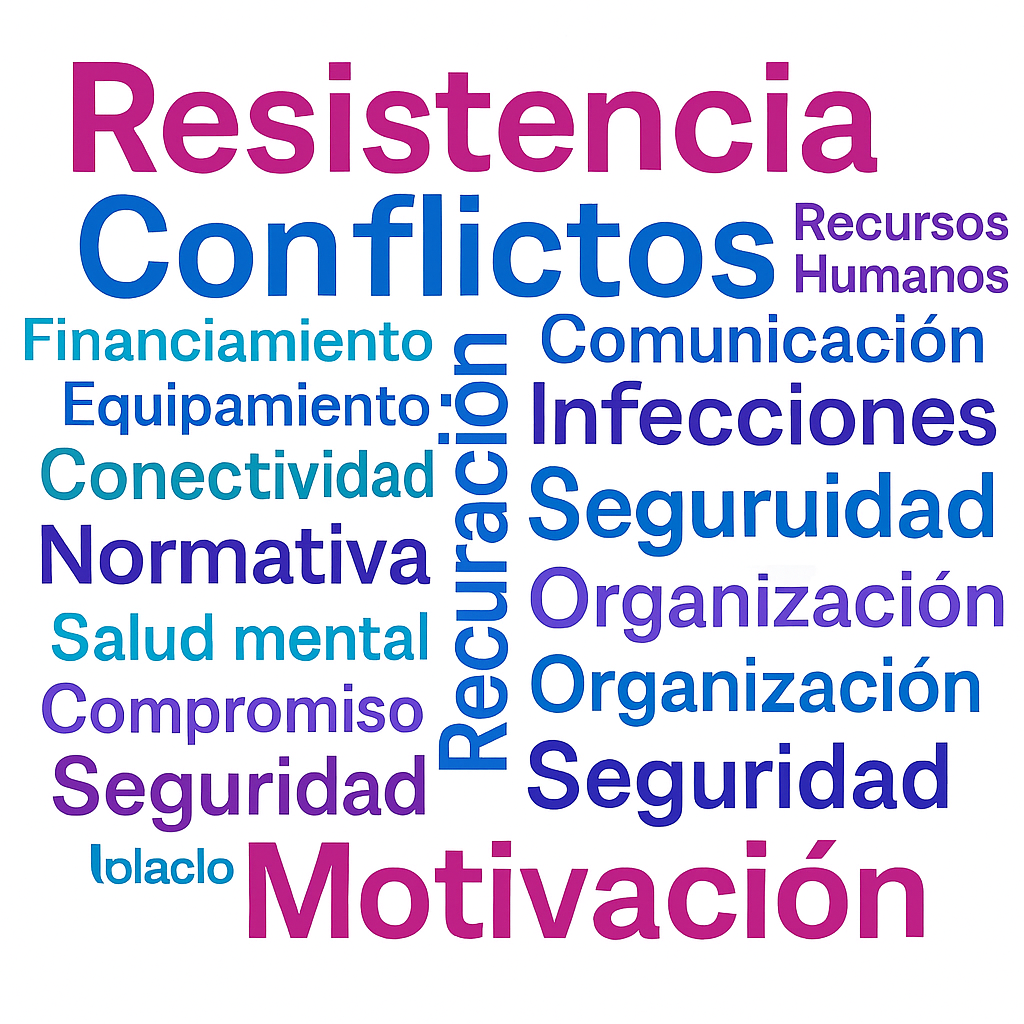 Resistencia
Conflictos
Recursos
Humanos
Financiamiento
Equipamiento
Conectividad
Normativa
Salud mental
Compromiso
Seguridad
Recuración
Comunicación
Infecciones
Seguruidad
Organización
Organización
Seguridad
Motivación